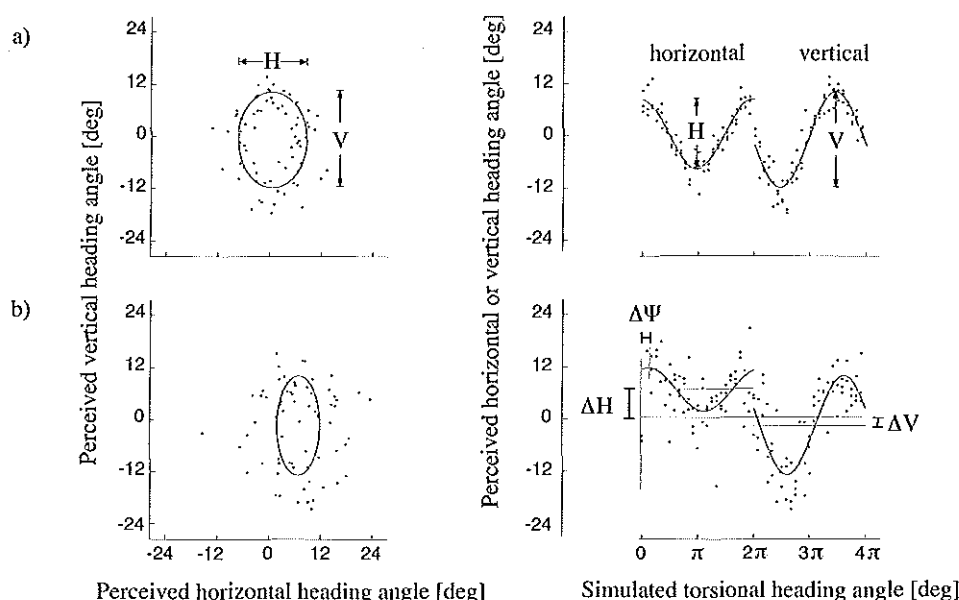 a)
Perceived vertical heading angle [deg]
24
12
0
-12
-24
H
V
Perceived horizontal or vertical heading angle [deg]
24
12
0
-12
-24
horizontal
vertical
H
V
b)
24
12
0
-12
-24
-24
-12
0
12
24
Perceived horizontal heading angle [deg]
24
12
0
-12
-24
ΔΨ
ΔH
ΔV
0
π
2π
3π
4π
Simulated torsional heading angle [deg]